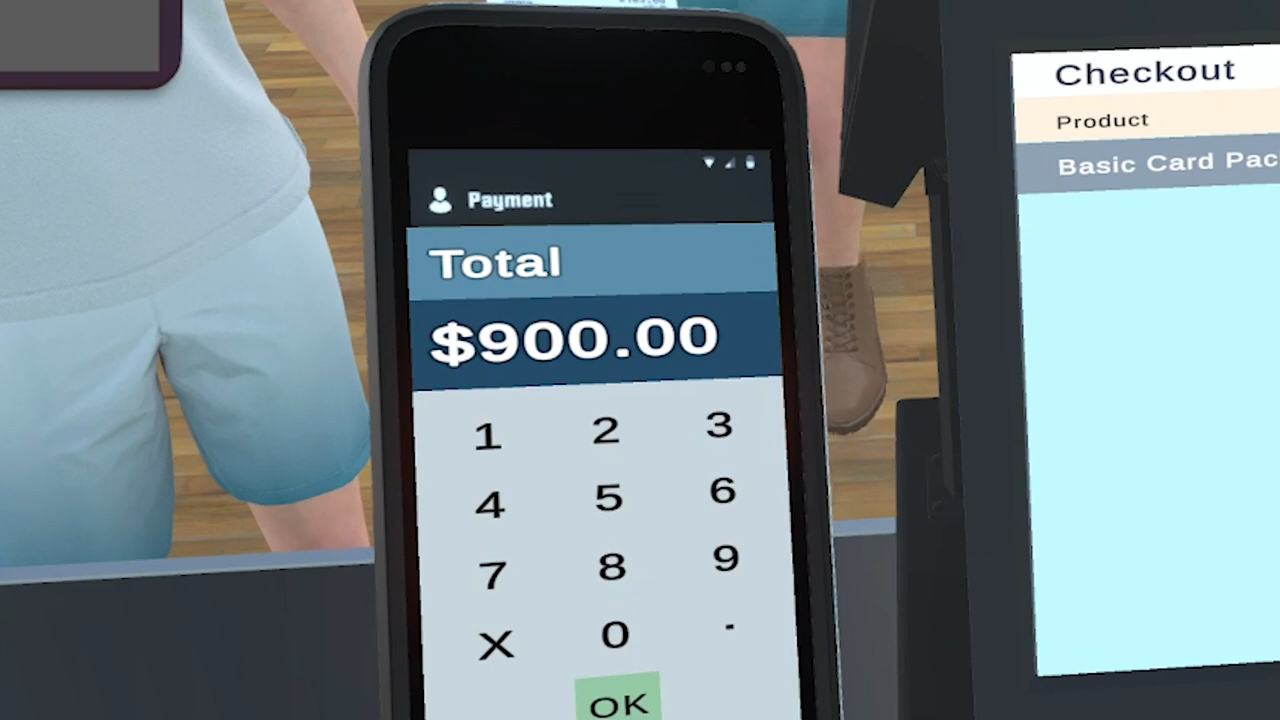 Payment
Total
$900.00
1 2 3
4 5 6
7 8 9
X 0 .
OK
Checkout
Product
Basic Card Pac